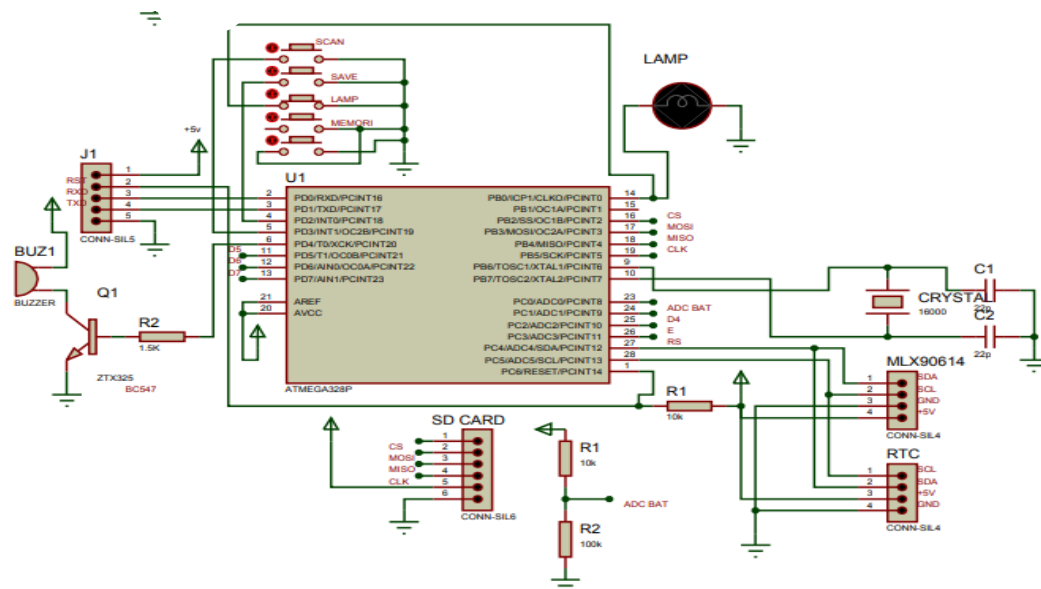 SCAN
SAVE
LAMP
MEMORI
LAMP
+5v
J1
RST
RXD
TXD
1
2
3
4
5
CONN-SIL5
BUZ1
BUZZER
Q1
ZTX325
BC547
R2
1.5K
D5
D6
D7
U1
2 PD0/RXD/PCINT16
3 PD1/TXD/PCINT17
4 PD2/INT0/PCINT18
5 PD3/INT1/OC2B/PCINT19
6 PD4/T0/XCK/PCINT20
11 PD5/T1/OC0B/PCINT21
12 PD6/AIN0/OC0A/PCINT22
13 PD7/AIN1/PCINT23
21 AREF
20 AVCC
PB0/ICP1/CLKO/PCINT0 14
PB1/OC1A/PCINT1 15
PB2/SS/OC1B/PCINT2 16
PB3/MOSI/OC2A/PCINT3 17
PB4/MISO/PCINT4 18
PB5/SCK/PCINT5 19
PB6/TOSC1/XTAL1/PCINT6 9
PB7/TOSC2/XTAL2/PCINT7 10
PC0/ADC0/PCINT8 23
PC1/ADC1/PCINT9 24
PC2/ADC2/PCINT10 25
PC3/ADC3/PCINT11 26
PC4/ADC4/SDA/PCINT12 27
PC5/ADC5/SCL/PCINT13 28
PC6/RESET/PCINT14 1
ATMEGA328P
CS
MOSI
MISO
CLK
ADC BAT
D4
E
RS
C1
22p
C2
22p
CRYSTAL
16000
R1
10k
MLX90614
1 SDA
2 SCL
3 GND
4 +5V
CONN-SIL4
RTC
1 SCL
2 SDA
3 +5V
4 GND
CONN-SIL4
SD CARD
CS
MOSI
MISO
CLK
1
2
3
4
5
6
CONN-SIL6
R1
10k
ADC BAT
R2
100k